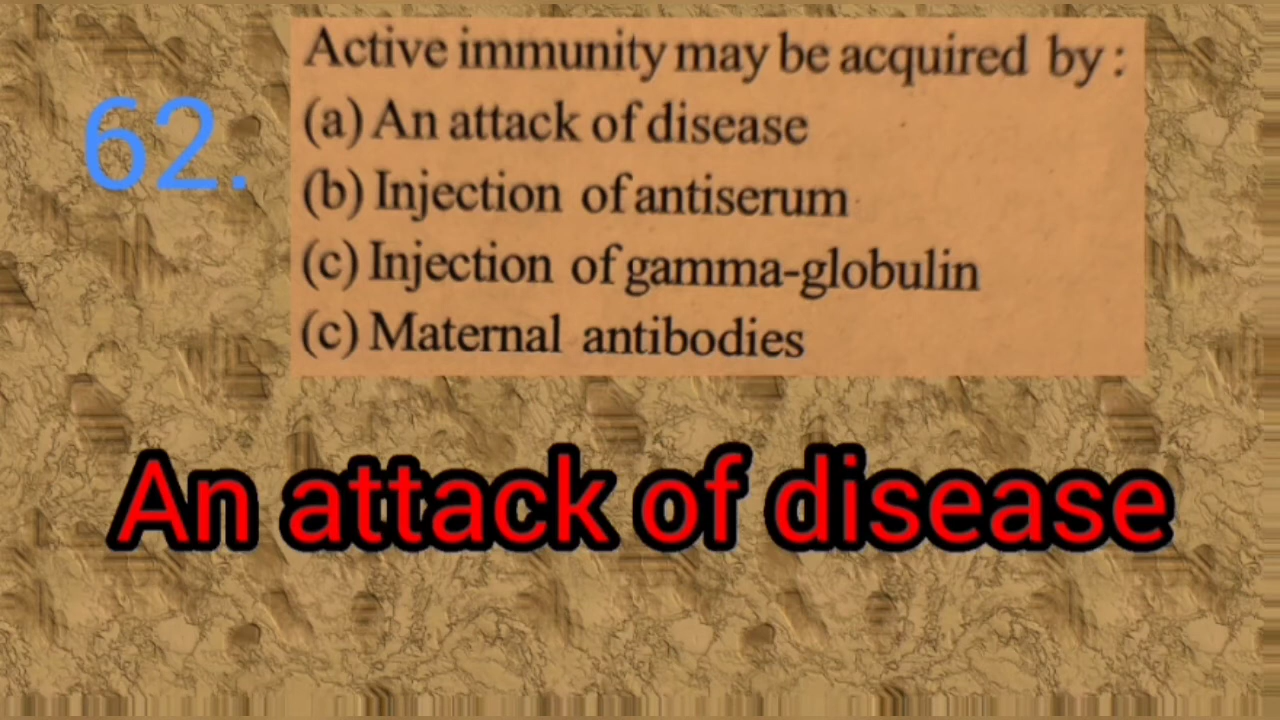 62.
Active immunity may be acquired by :
(a) An attack of disease
(b) Injection of antiserum
(c) Injection of gamma-globulin
(c) Maternal antibodies
An attack of disease